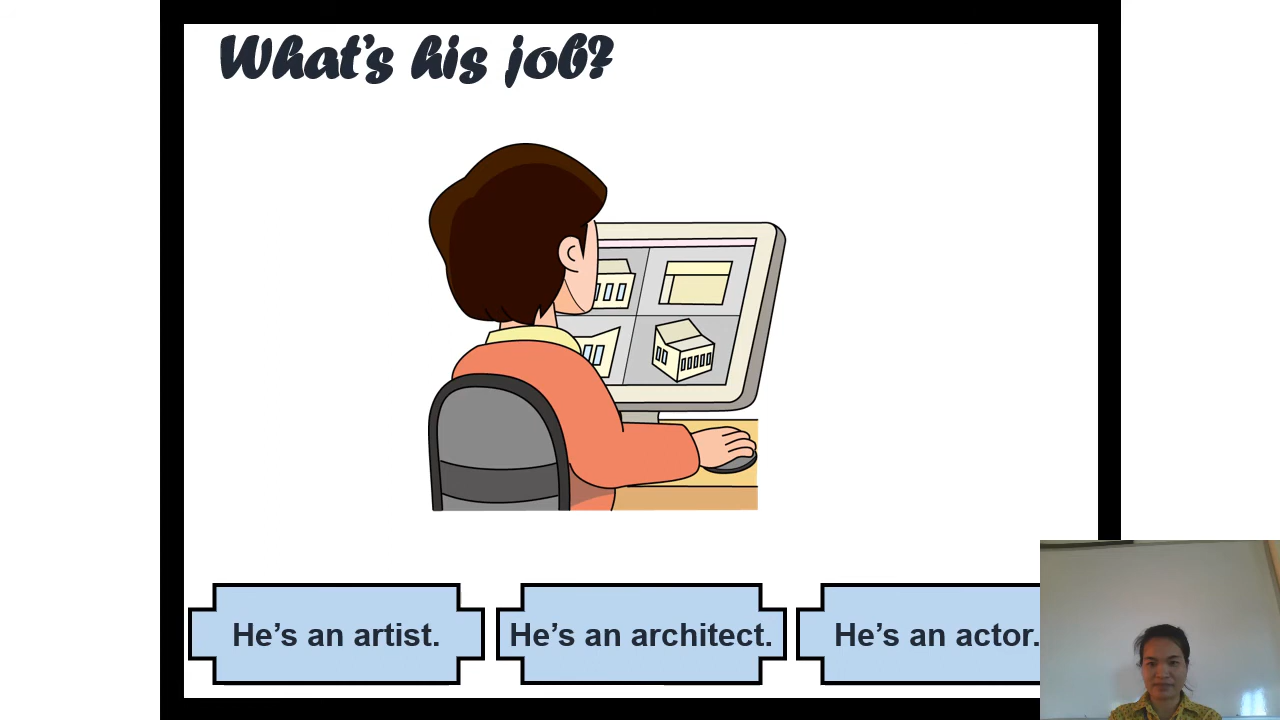 What's his job?
He's an artist.
He's an architect.
He's an actor.